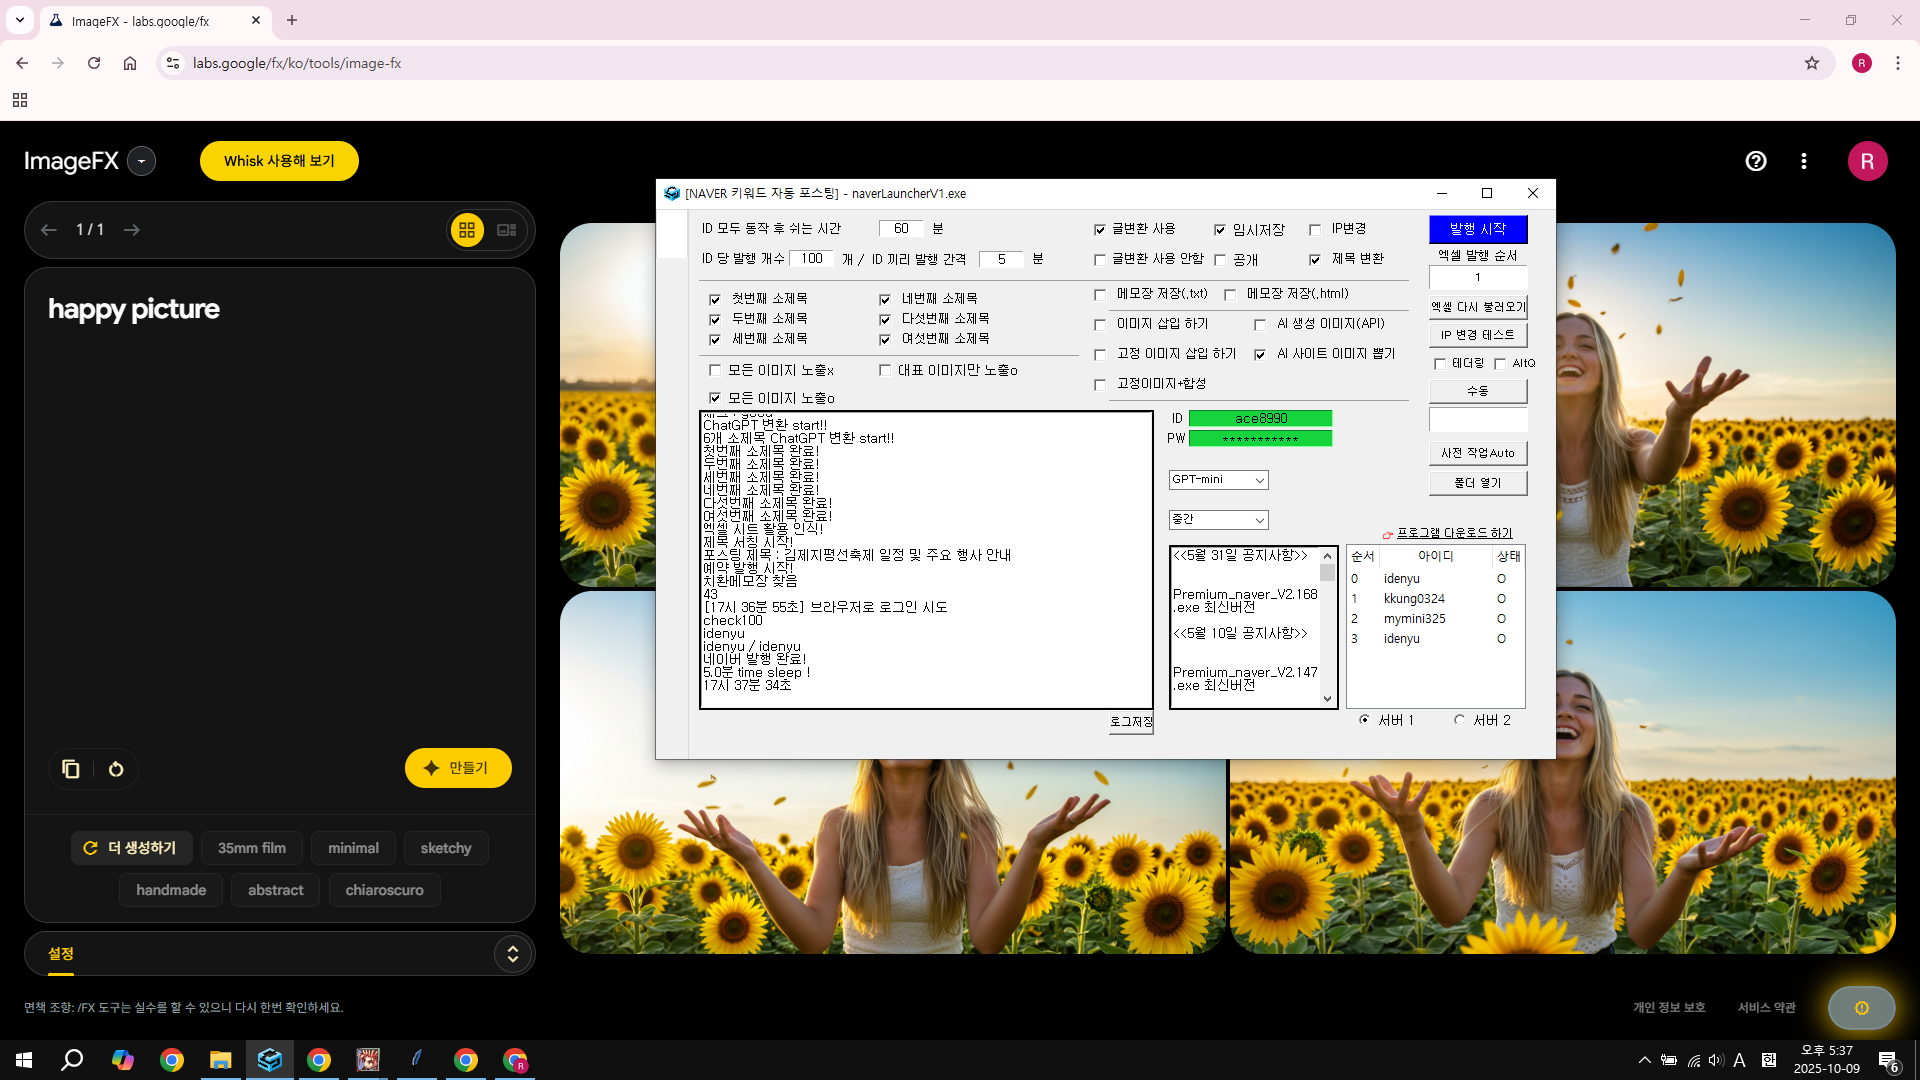 ImageFX - labs.google/fx
labs.google/fx/ko/tools/image-fx
R
ImageFX
Whisk 사용해 보기
R
1 / 1
happy picture
만들기
더 생성하기
35mm film
minimal
sketchy
handmade
abstract
chiaroscuro
설정
면책 조항: /FX 도구는 실수를 할 수 있으니 다시 한번 확인하세요.
개인 정보 보호
서비스 약관
[NAVER 키워드 자동 포스팅] - naverLauncherV1.exe
ID 모두 동작 후 쉬는 시간 60 분
ID 당 발행 개수 100 개 / ID 끼리 발행 간격 5 분
글변환 사용
임시저장
IP변경
글변환 사용 안함
공개
제목 변환
첫번째 소제목
네번째 소제목
두번째 소제목
다섯번째 소제목
세번째 소제목
여섯번째 소제목
모든 이미지 노출x
대표 이미지만 노출o
모든 이미지 노출o
메모장 저장(.txt)
메모장 저장(.html)
이미지 삽입 하기
AI 생성 이미지(API)
고정 이미지 삽입 하기
AI 사이트 이미지 뽑기
고정이미지+합성
발행 시작
엑셀 발행 순서
1
엑셀 다시 불러오기
IP 변경 테스트
테더링
AltQ
수동
사전 작업Auto
폴더 열기
ChatGPT 변환 start!!
6개 소제목 ChatGPT 변환 start!!
첫번째 소제목 완료!
두번째 소제목 완료!
세번째 소제목 완료!
네번째 소제목 완료!
다섯번째 소제목 완료!
여섯번째 소제목 완료!
엑셀 시트 활용 인식!
제목 서칭 시작!
포스팅 제목 : 김제지평선축제 일정 및 주요 행사 안내
예약 발행 시작!
치환메모장 찾음
43
[17시 36분 55초] 브라우저로 로그인 시도
check100
idenyu
idenyu / idenyu
네이버 발행 완료!
5.0분 time sleep !
17시 37분 34초
로그저장
ID ace8990
PW ***********
GPT-mini
중간
<<5월 31일 공지사항>>
Premium_naver_V2.168
.exe 최신버전
<<5월 10일 공지사항>>
Premium_naver_V2.147
.exe 최신버전
프로그램 다운로드 하기
순서 아이디 상태
0 idenyu O
1 kkung0324 O
2 mymini325 O
3 idenyu O
서버 1
서버 2
A
한
오후 5:37
2025-10-09
6